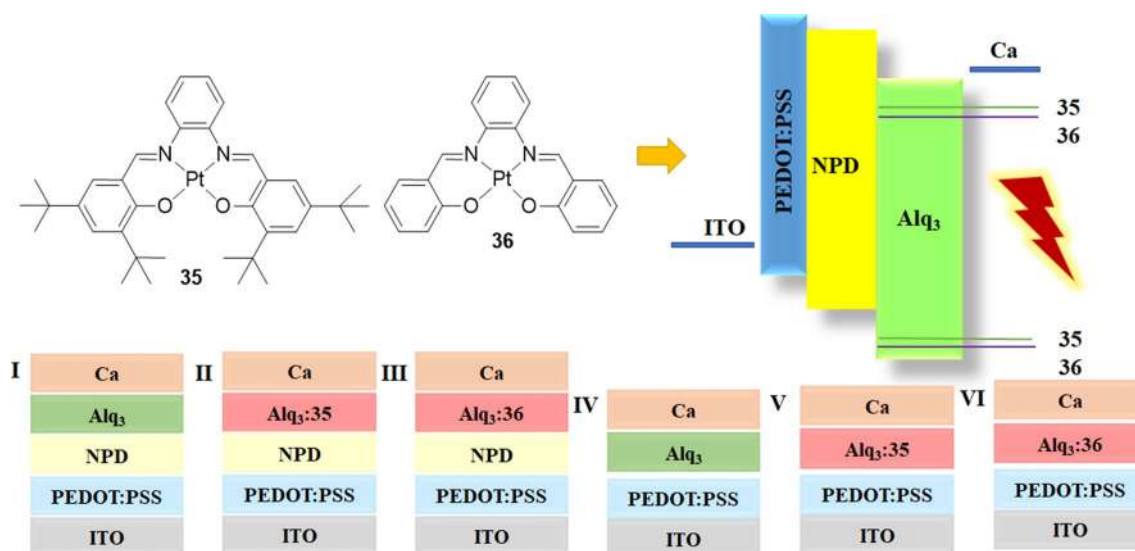 N
N
Pt
O
O
35
N
N
Pt
O
O
36
ITO
PEDOT:PSS
NPD
Alq₃
Ca
35
36
35
36
I
Ca
Alq₃
NPD
PEDOT:PSS
ITO
II
Ca
Alq₃:35
NPD
PEDOT:PSS
ITO
III
Ca
Alq₃:36
NPD
PEDOT:PSS
ITO
IV
Ca
Alq₃
PEDOT:PSS
ITO
V
Ca
Alq₃:35
PEDOT:PSS
ITO
VI
Ca
Alq₃:36
PEDOT:PSS
ITO